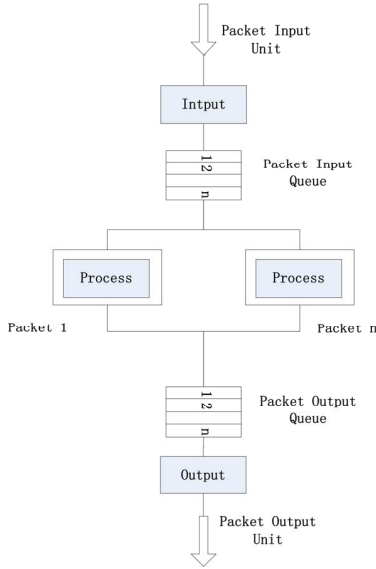 Packet Input
Unit
Intput
1
2
n
Packet Input
Queue
Process
Process
Packet 1
Packet n
1
2
n
Packet Output
Queue
Output
Packet Output
Unit